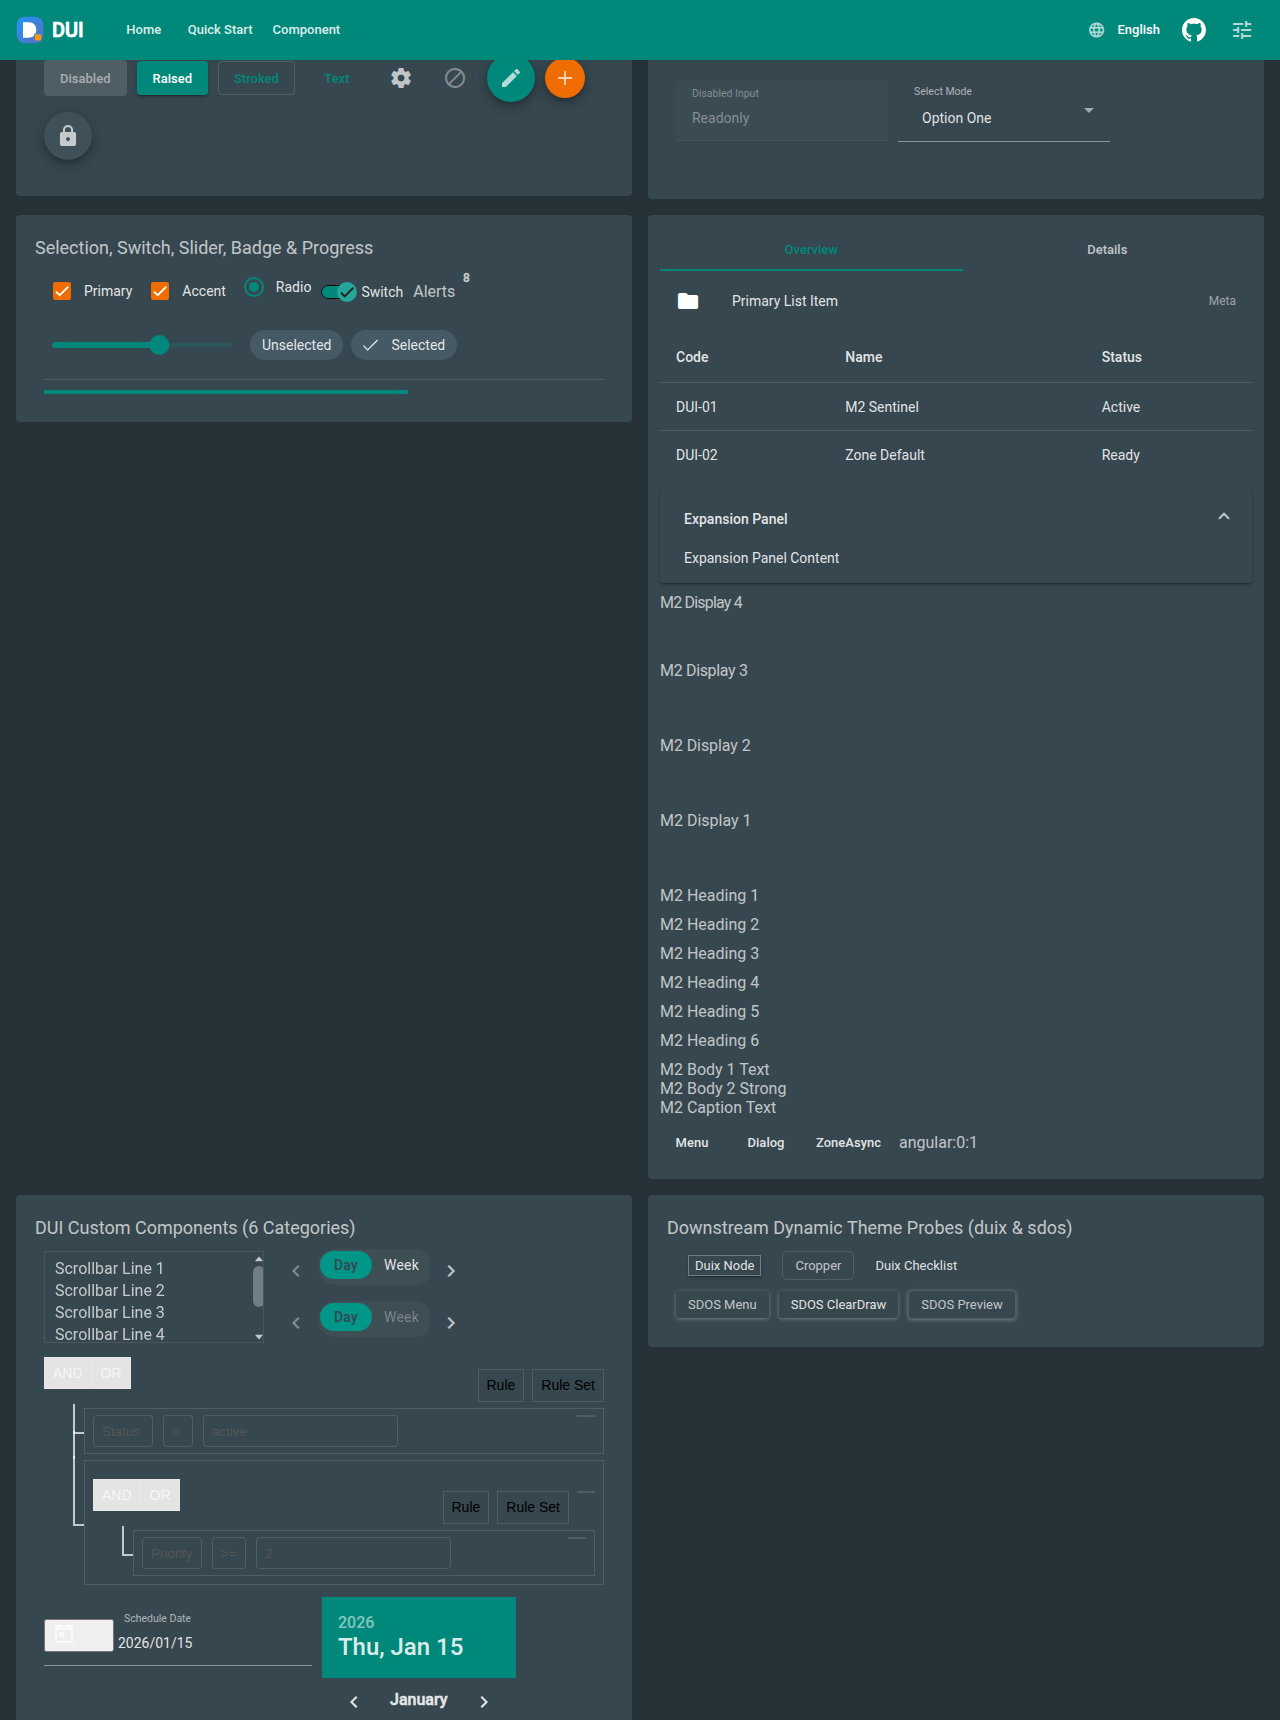 DUI
Home
Quick Start
Component
English
Disabled
Raised
Stroked
Text
Disabled Input
Readonly
Select Mode
Option One
Selection, Switch, Slider, Badge & Progress
Primary
Accent
Radio
Switch
Alerts
8
Unselected
Selected
Overview
Details
Primary List Item
Meta
Code
Name
Status
DUI-01
M2 Sentinel
Active
DUI-02
Zone Default
Ready
Expansion Panel
Expansion Panel Content
M2 Display 4
M2 Display 3
M2 Display 2
M2 Display 1
M2 Heading 1
M2 Heading 2
M2 Heading 3
M2 Heading 4
M2 Heading 5
M2 Heading 6
M2 Body 1 Text
M2 Body 2 Strong
M2 Caption Text
Menu
Dialog
ZoneAsync
angular:0:1
DUI Custom Components (6 Categories)
Scrollbar Line 1
Scrollbar Line 2
Scrollbar Line 3
Scrollbar Line 4
Day
Week
Day
Week
AND
OR
Rule
Rule Set
Status
=
active
AND
OR
Rule
Rule Set
Priority
>=
2
Schedule Date
2026/01/15
2026
Thu, Jan 15
January
Downstream Dynamic Theme Probes (duix & sdos)
Duix Node
Cropper
Duix Checklist
SDOS Menu
SDOS ClearDraw
SDOS Preview